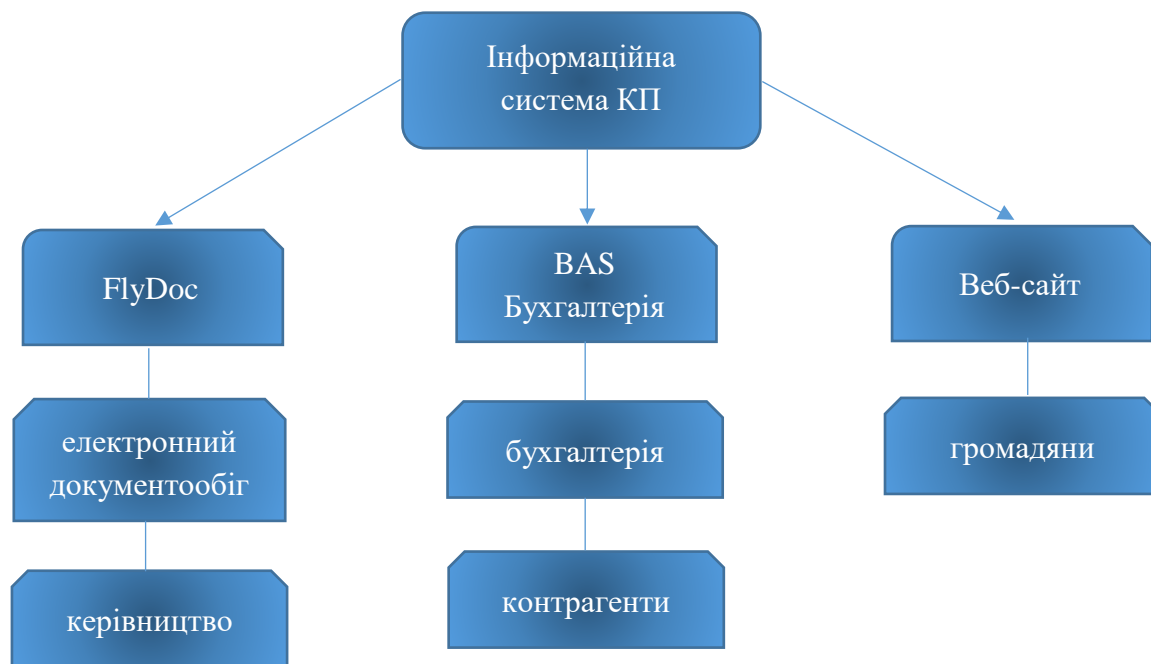 Інформаційна
система КП
FlyDoc
BAS
Бухгалтерія
Веб-сайт
електронний
документообіг
бухгалтерія
громадяни
керівництво
контрагенти